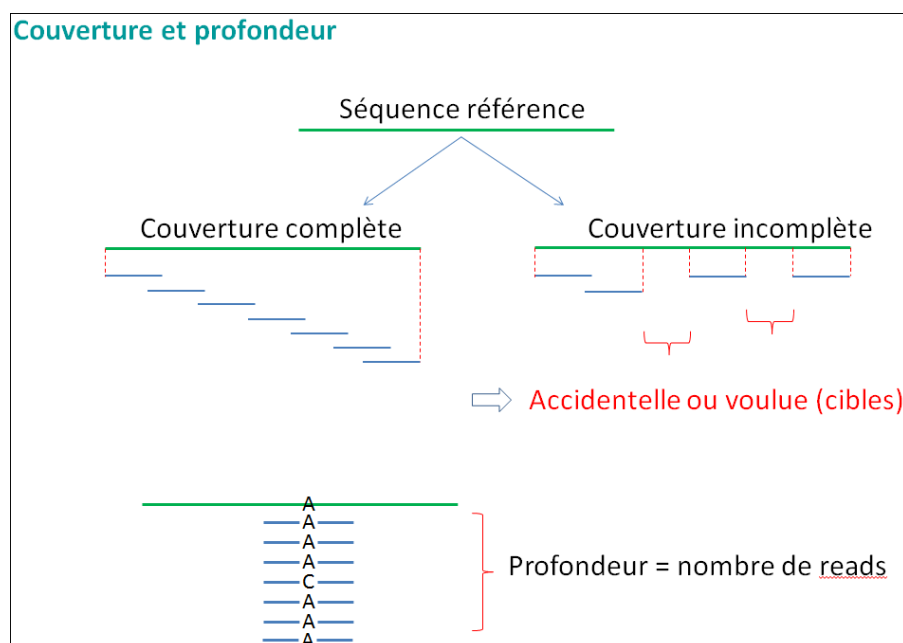 Couverture et profondeur
Séquence référence
Couverture complète
Couverture incomplète
Accidentelle ou voulue (cibles)
A
A
A
A
C
A
A
A
Profondeur = nombre de reads